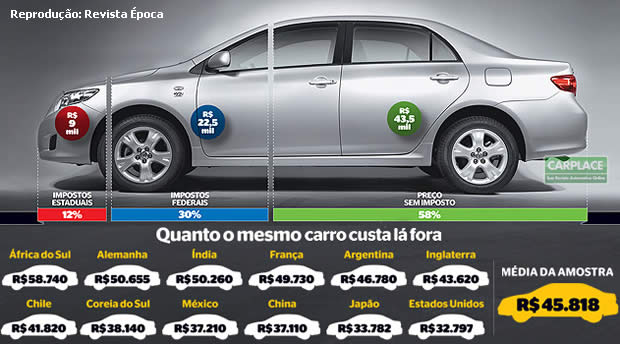 Reprodução: Revista Época
R$
9
mil
R$
22,5
mil
R$
43,5
mil
CARPLACE
IMPOSTOS
ESTADUAIS
IMPOSTOS
FEDERAIS
PREÇO
SEM IMPOSTO
12%
30%
58%
Quanto o mesmo carro custa lá fora
África do Sul
Alemanha
Índia
França
Argentina
Inglaterra
R$ 58.740
R$ 50.655
R$ 50.260
R$ 49.730
R$ 46.780
R$ 43.620
Chile
Coreia do Sul
México
China
Japão
Estados Unidos
R$ 41.820
R$ 38.140
R$ 37.210
R$ 37.110
R$ 33.782
R$ 32.797
MÉDIA DA AMOSTRA
R$ 45.818